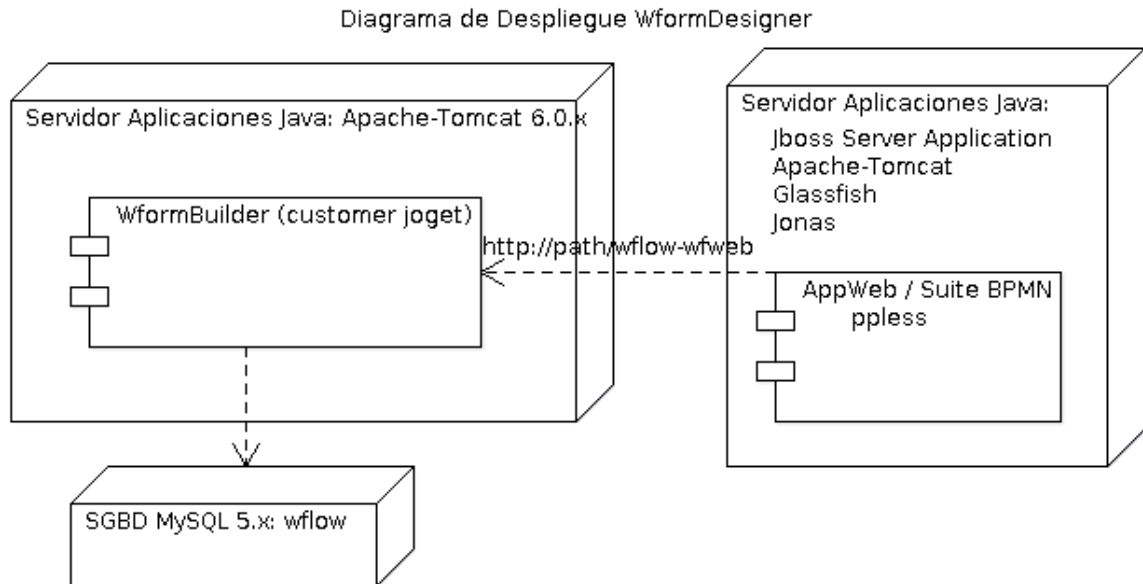 Diagrama de Despliegue WformDesigner
Servidor Aplicaciones Java: Apache-Tomcat 6.0.x
WformBuilder (customer joget)
http://path/wflow-wfweb
Servidor Aplicaciones Java:
Jboss Server Application
Apache-Tomcat
Glassfish
Jonas
AppWeb / Suite BPMN
ppless
SGBD MySQL 5.x: wflow